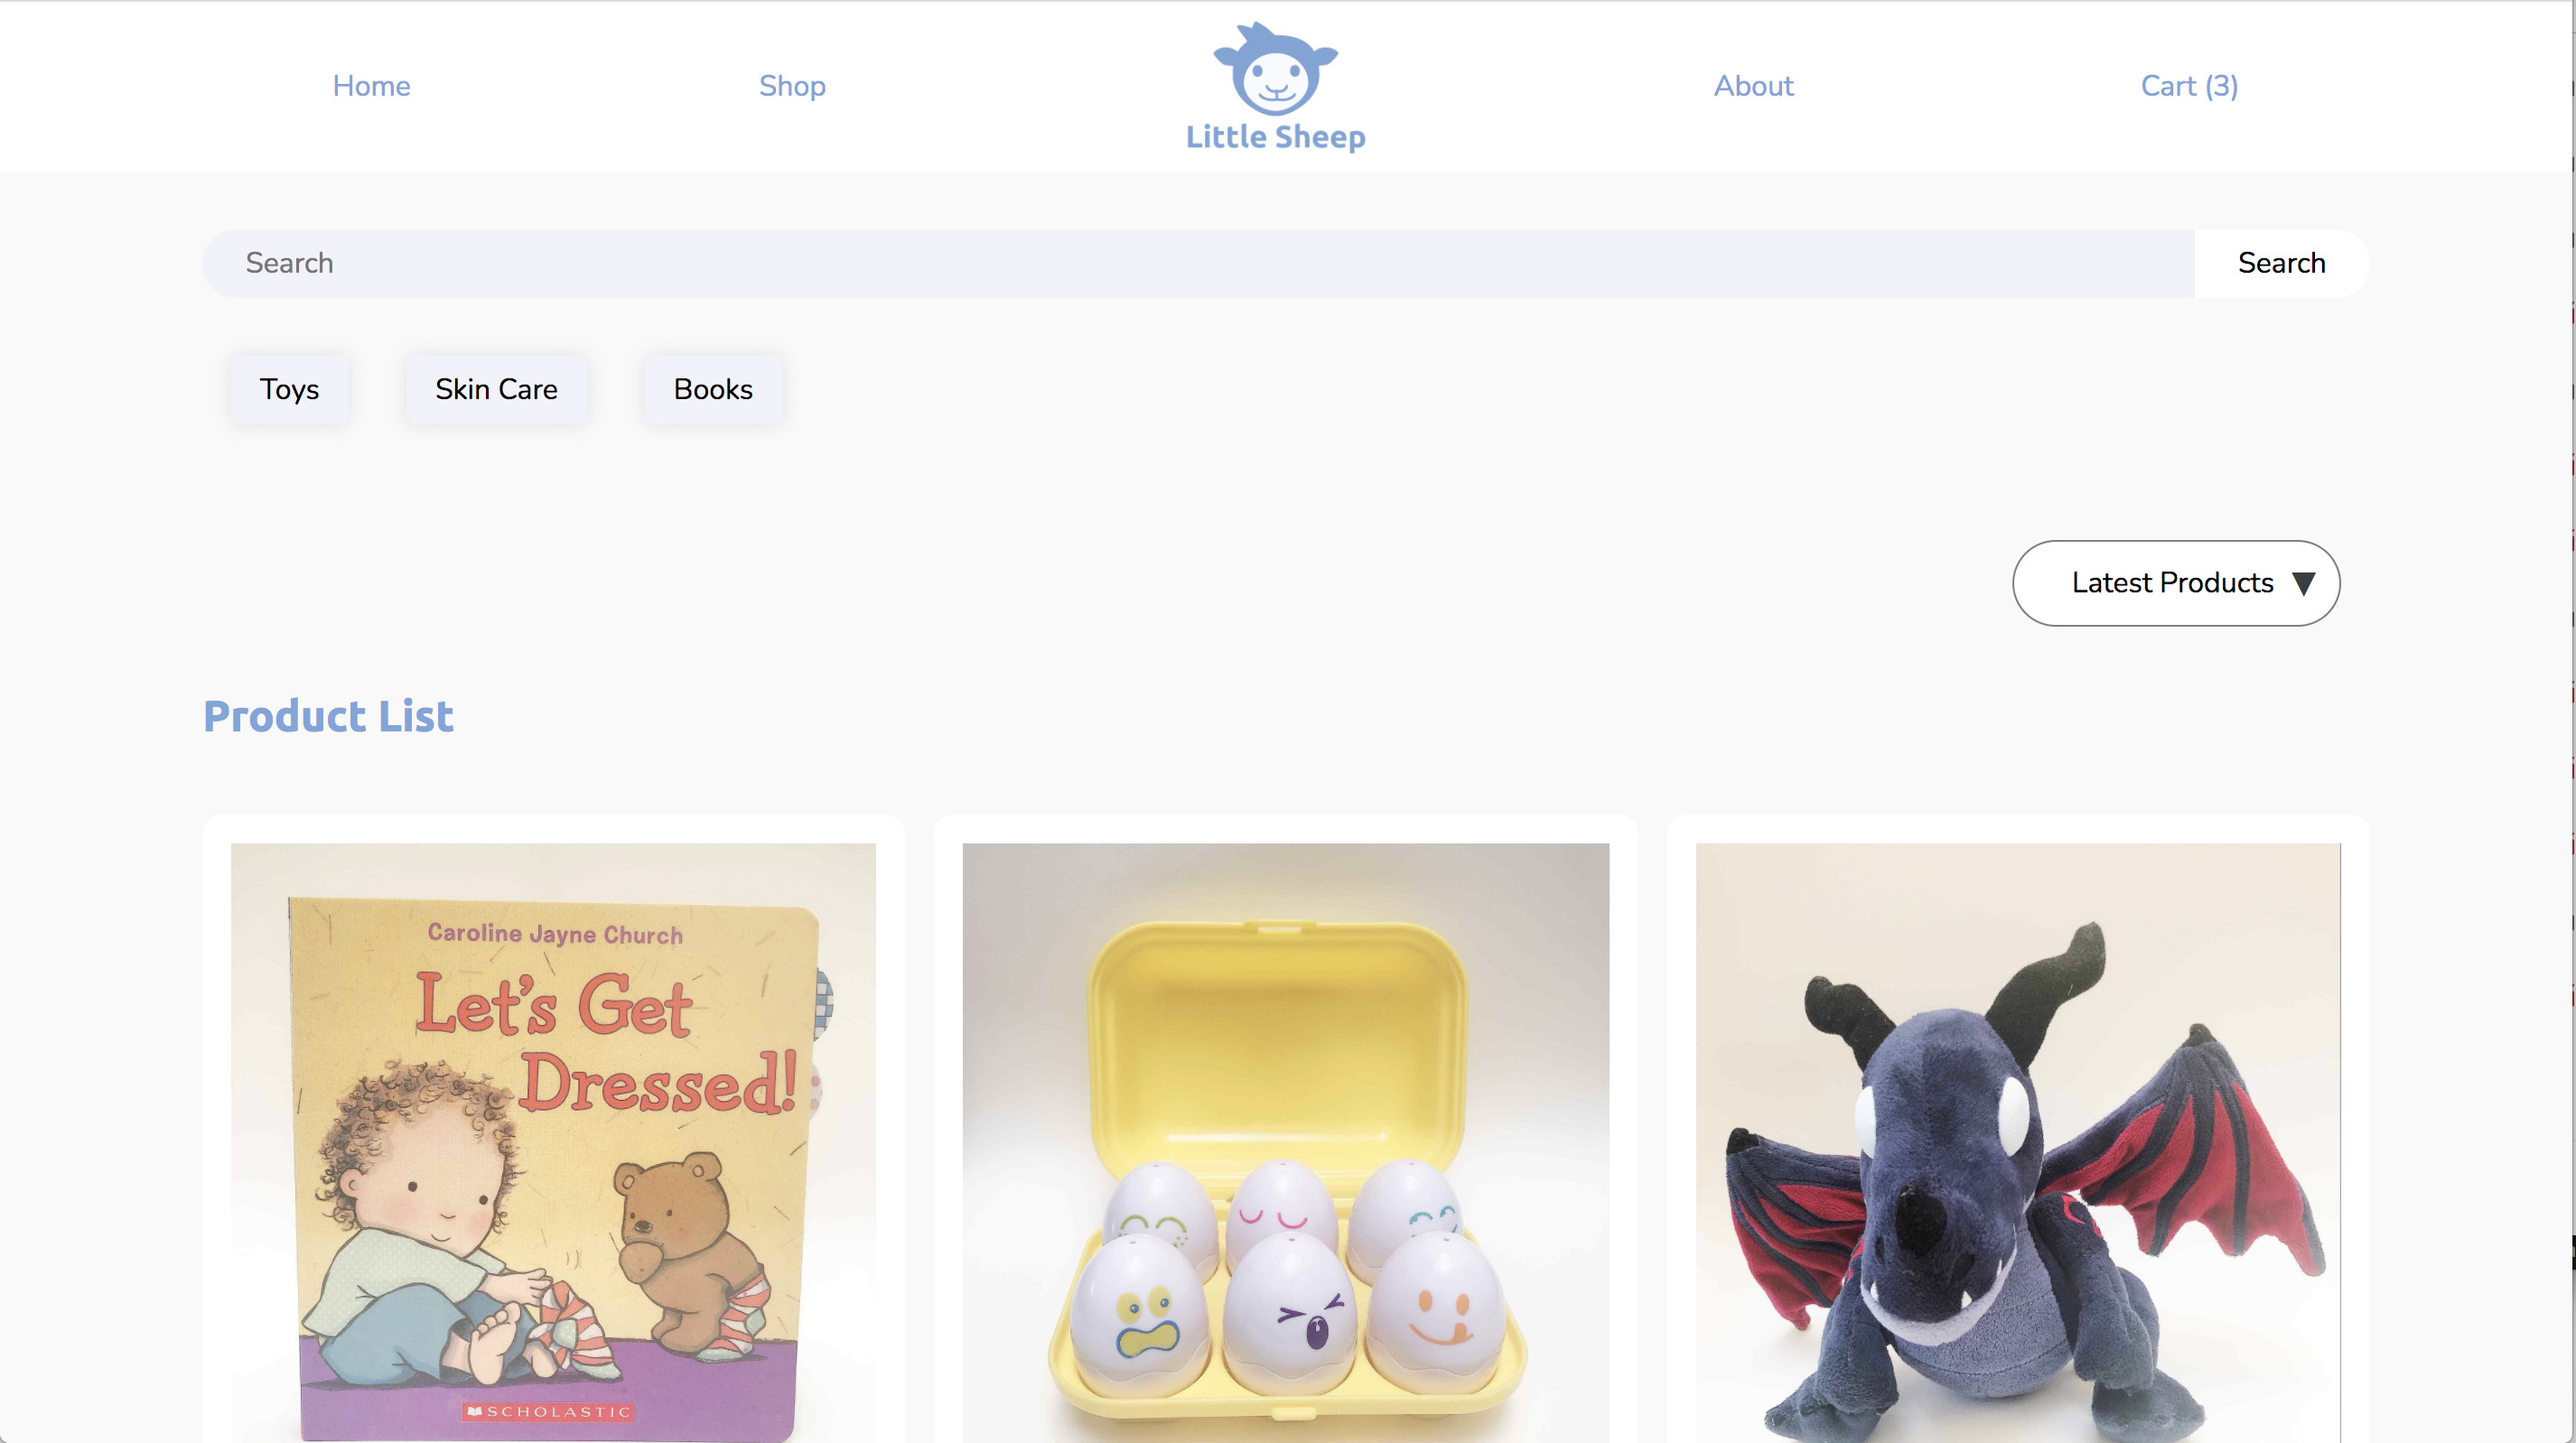 Home
Shop
Little Sheep
About
Cart (3)
Search
Search
Toys
Skin Care
Books
Latest Products
Product List
Caroline Jayne Church
Let's Get
Dressed!
SCHOLASTIC